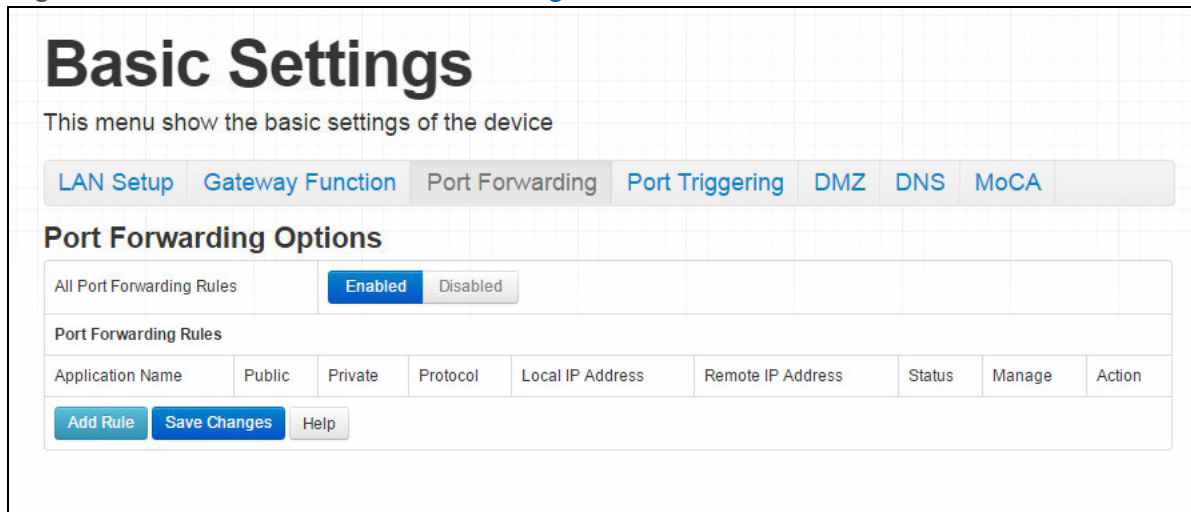 Basic Settings
This menu show the basic settings of the device
LAN Setup Gateway Function Port Forwarding Port Triggering DMZ DNS MoCA
Port Forwarding Options
All Port Forwarding Rules Enabled Disabled
Port Forwarding Rules
Application Name Public Private Protocol Local IP Address Remote IP Address Status Manage Action
Add Rule Save Changes Help